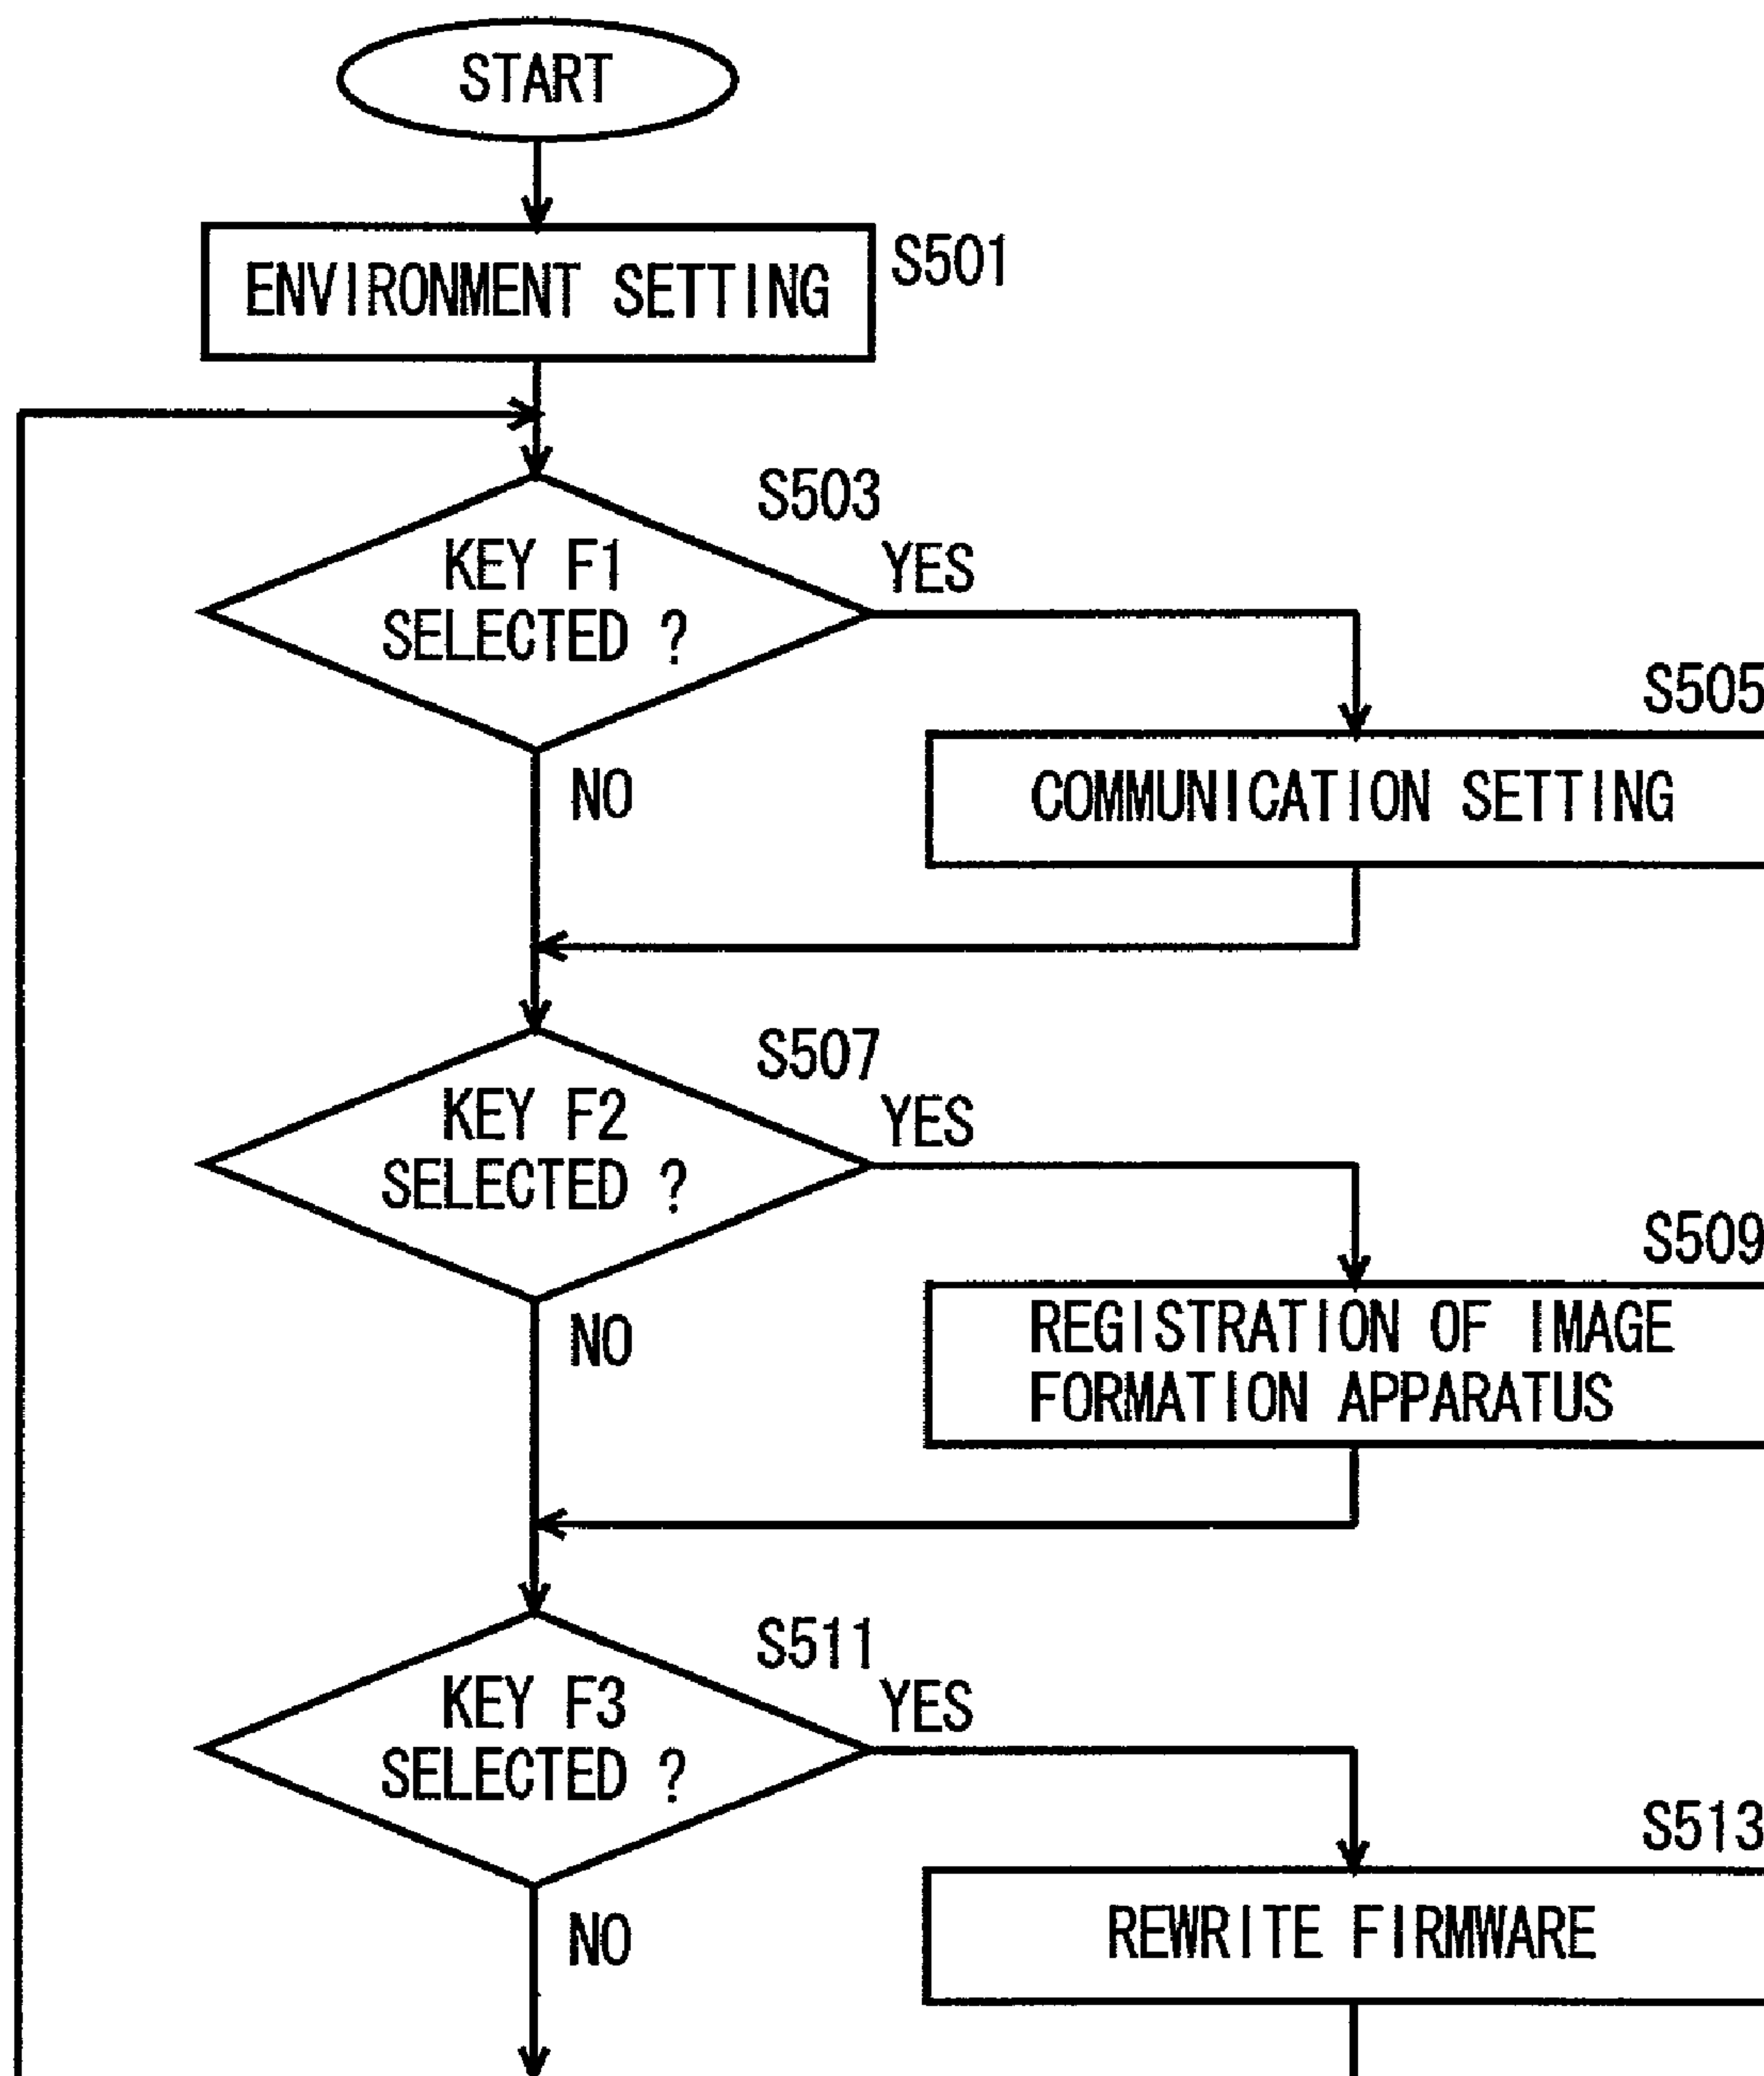 START
ENVIRONMENT SETTING
S501
S503
KEY F1
SELECTED ?
YES
NO
S505
COMMUNICATION SETTING
S507
KEY F2
SELECTED ?
YES
NO
S509
REGISTRATION OF IMAGE
FORMATION APPARATUS
S511
KEY F3
SELECTED ?
YES
NO
S513
REWRITE FIRMWARE